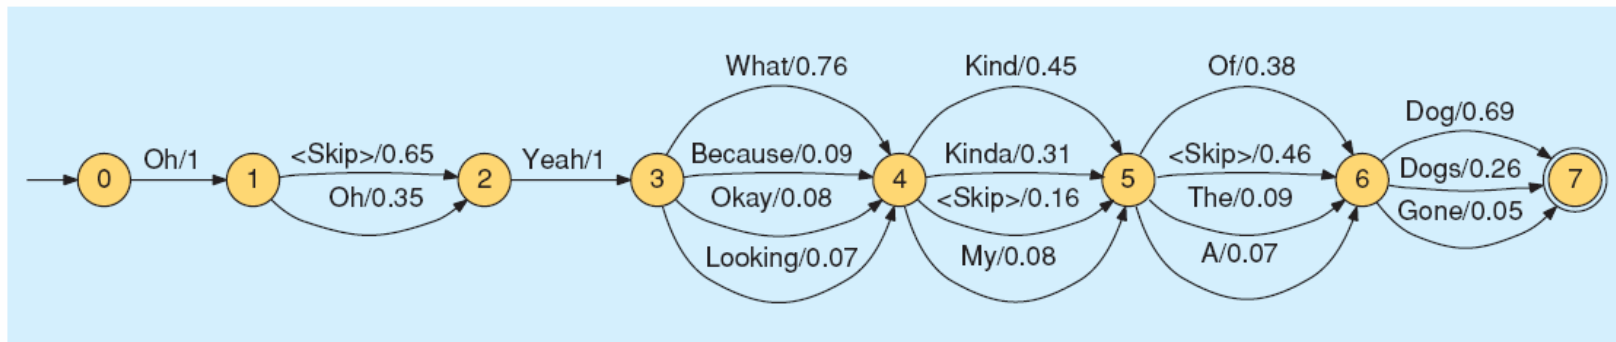 What/0.76 Kind/0.45 Of/0.38
Dog/0.69
Oh/1 <Skip>/0.65 Yeah/1 Because/0.09 Kinda/0.31 <Skip>/0.46
Dogs/0.26
0 1 2 3 4 5 6 7
Oh/0.35 Okay/0.08 <Skip>/0.16 The/0.09
Gone/0.05
Looking/0.07 My/0.08 A/0.07